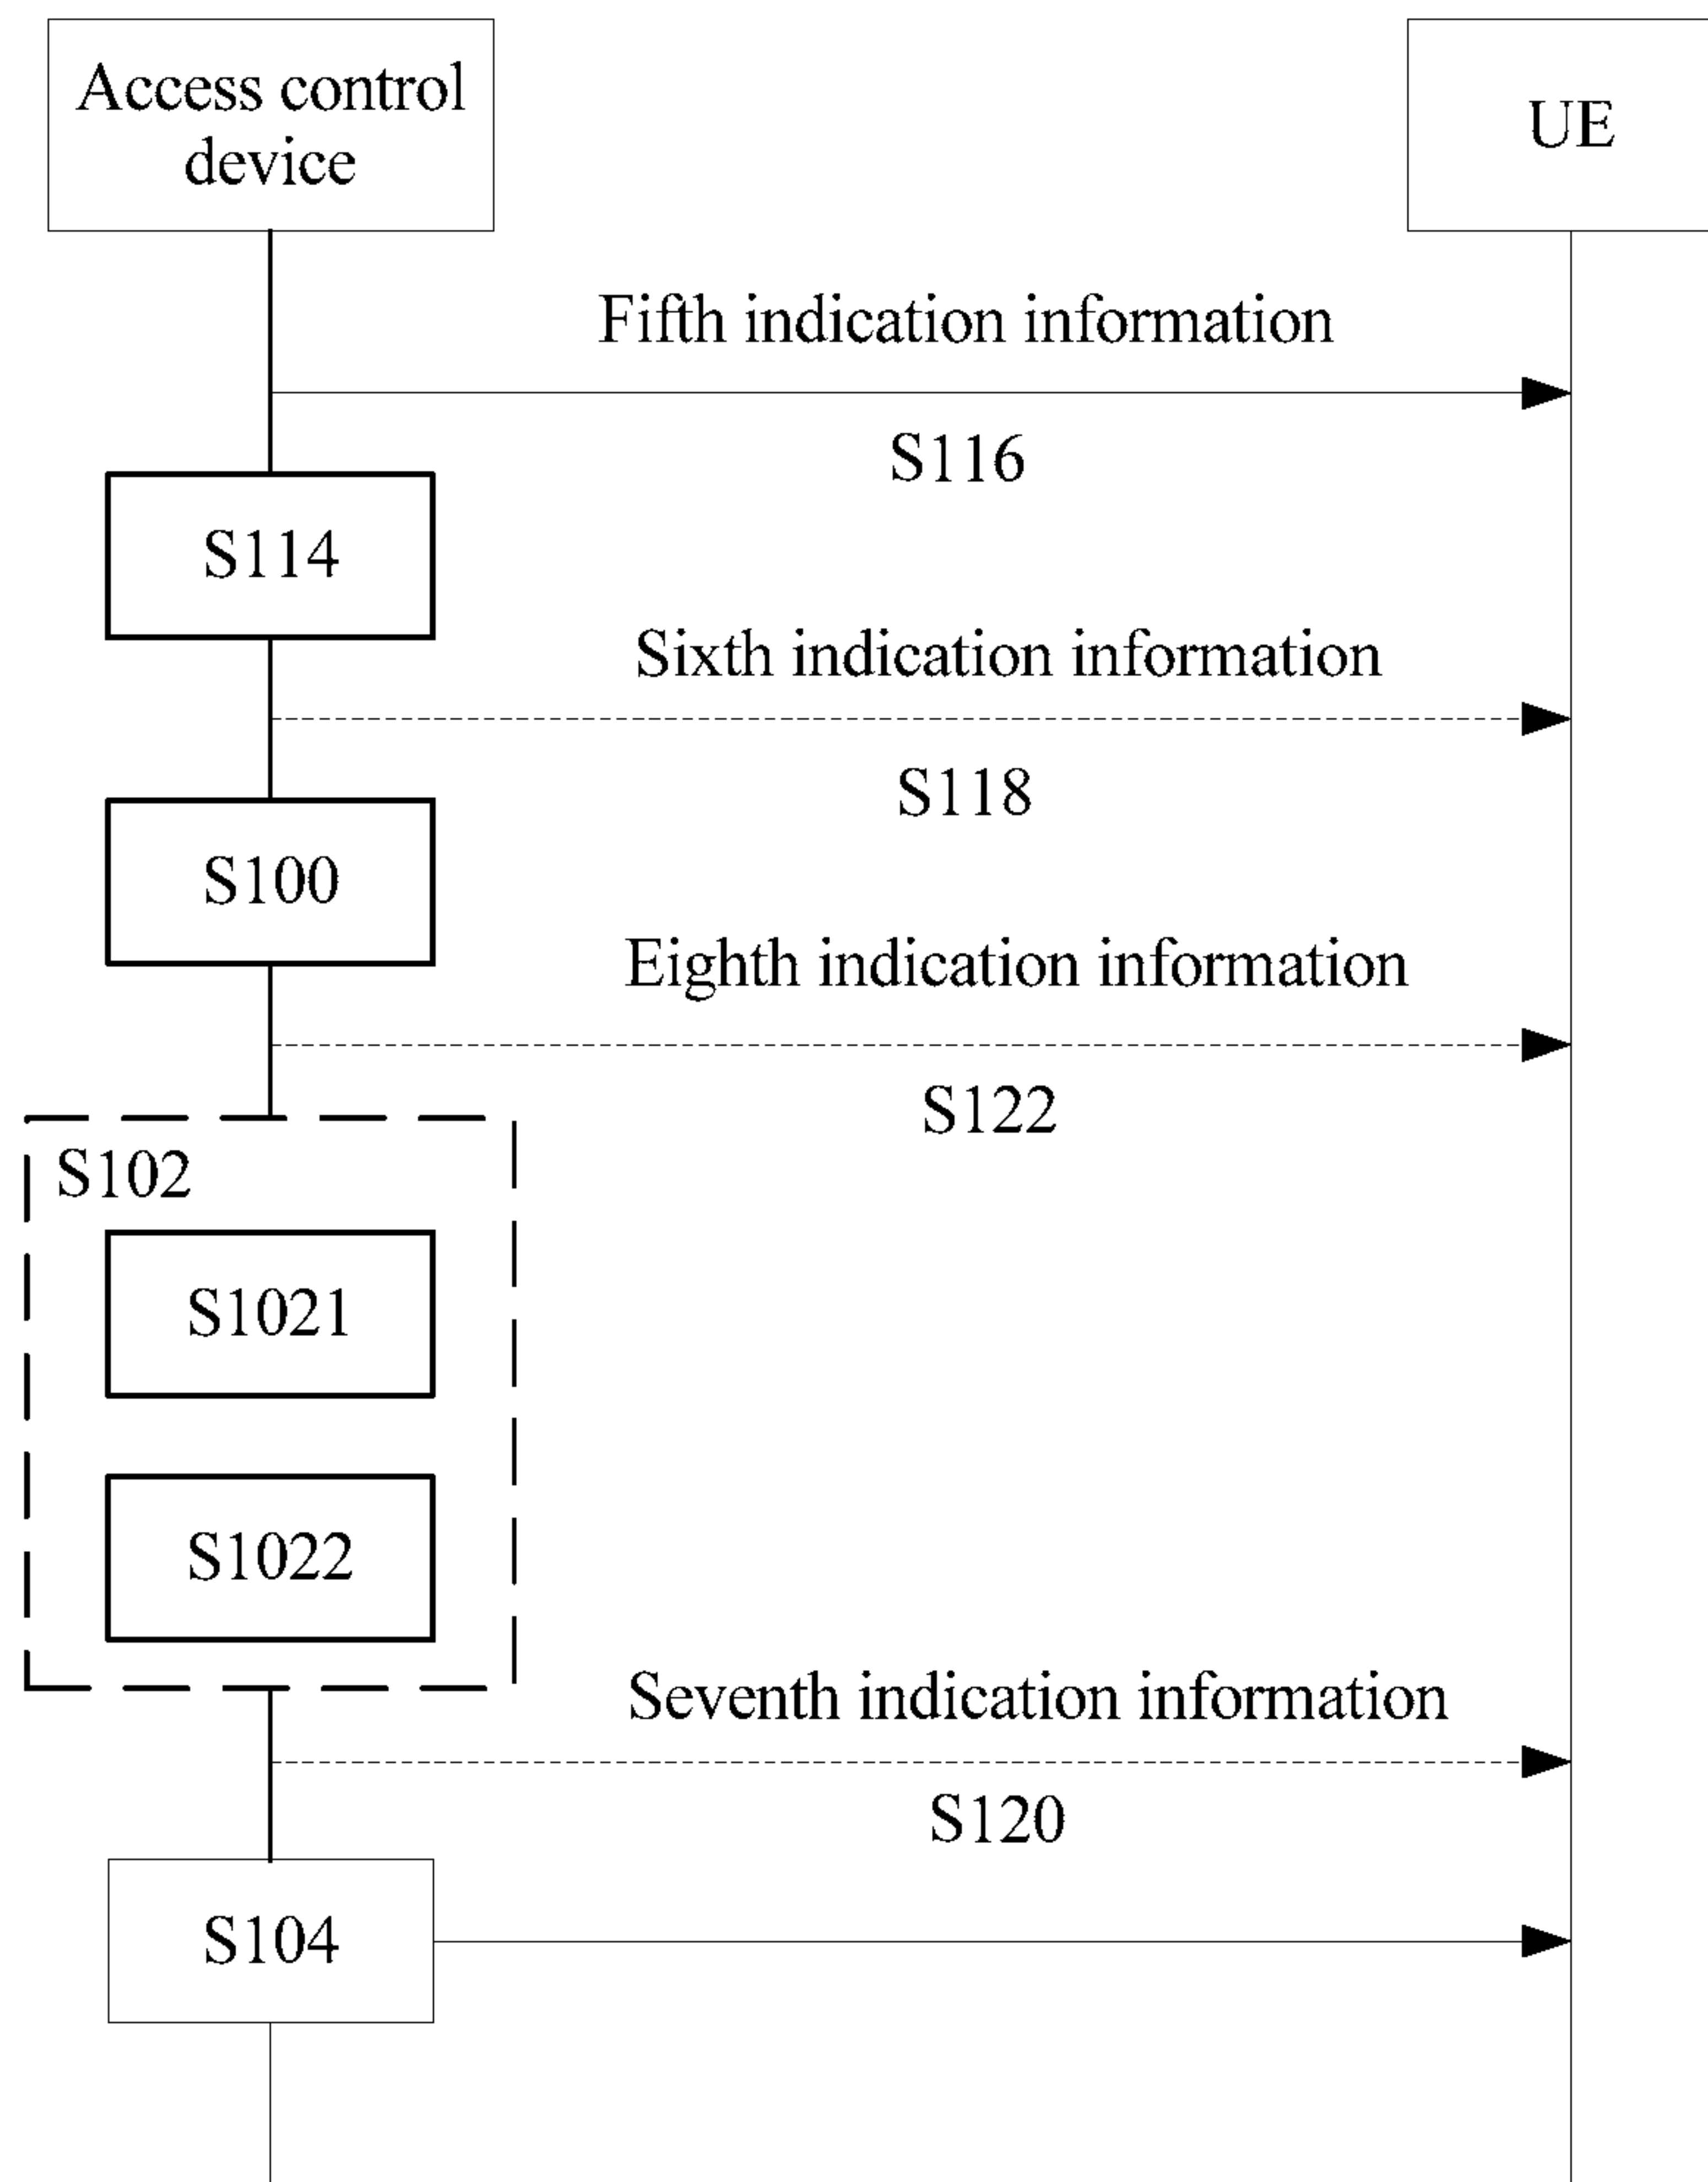 Access control
device
UE
Fifth indication information
S116
S114
Sixth indication information
S118
S100
Eighth indication information
S122
S102
S1021
S1022
Seventh indication information
S120
S104